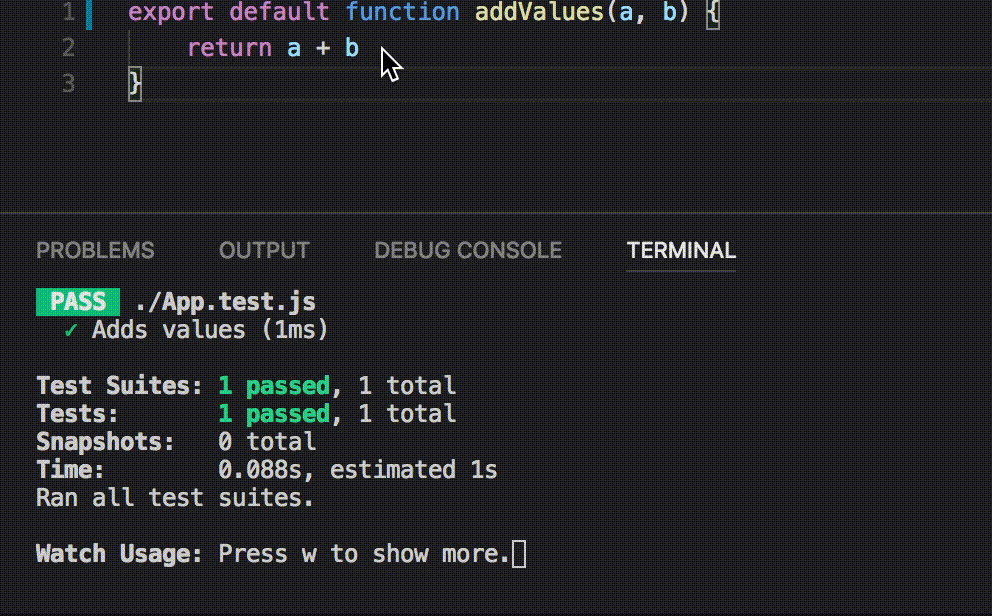 1 export default function addValues(a, b) {
2 return a + b
3 }
PROBLEMS OUTPUT DEBUG CONSOLE TERMINAL
PASS ./App.test.js
✓ Adds values (1ms)
Test Suites: 1 passed, 1 total
Tests: 1 passed, 1 total
Snapshots: 0 total
Time: 0.088s, estimated 1s
Ran all test suites.
Watch Usage: Press w to show more.